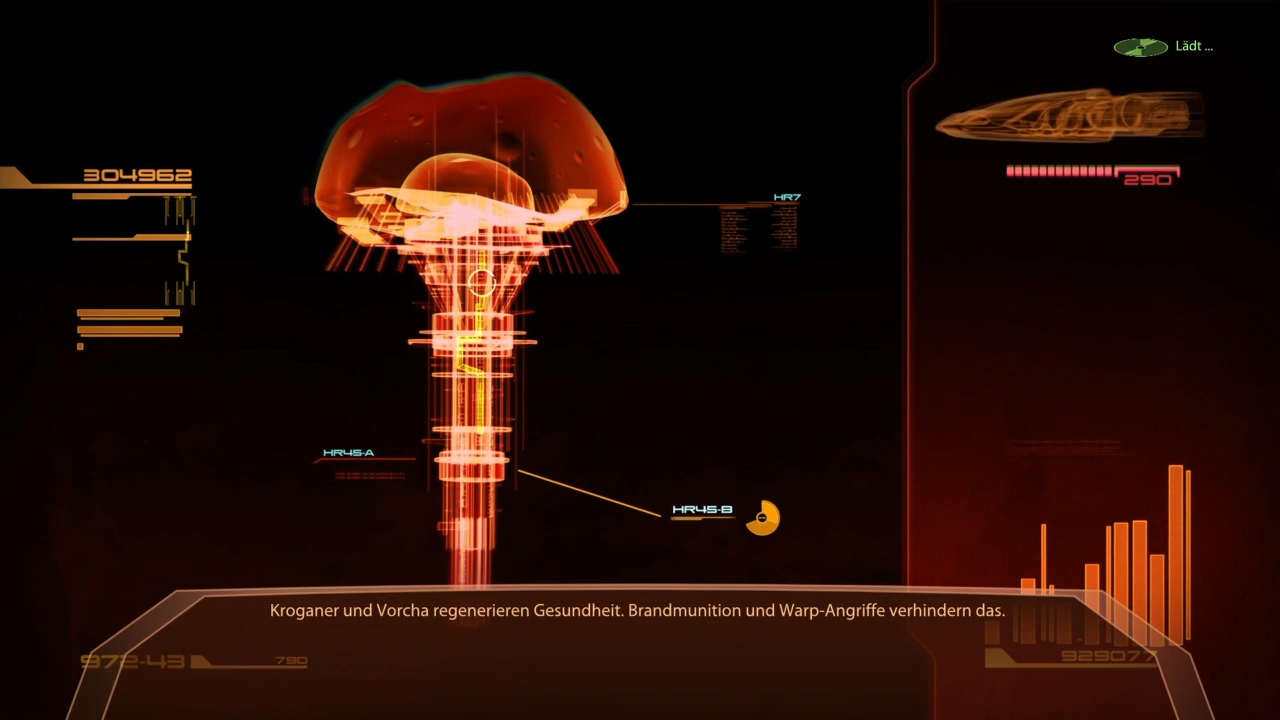 Lädt ...
304962
290
HR7
HR45-A
HR45-B
Kroganer und Vorcha regenerieren Gesundheit. Brandmunition und Warp-Angriffe verhindern das.
972-43
790
929077